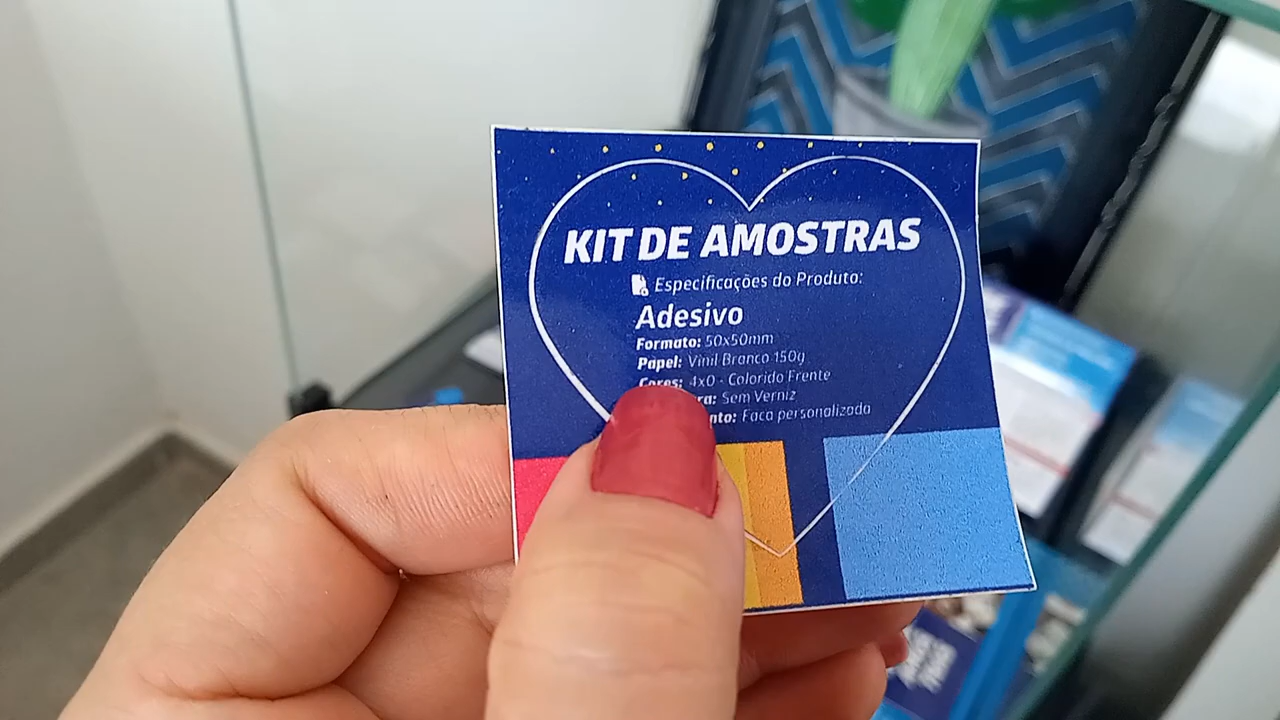 KIT DE AMOSTRAS
Especificações do Produto:
Adesivo
Formato: 50x50mm
Papel: Vinil Branco 150g
Cores: 4x0 - Colorido Frente
Sem Verniz
Faca personalizada